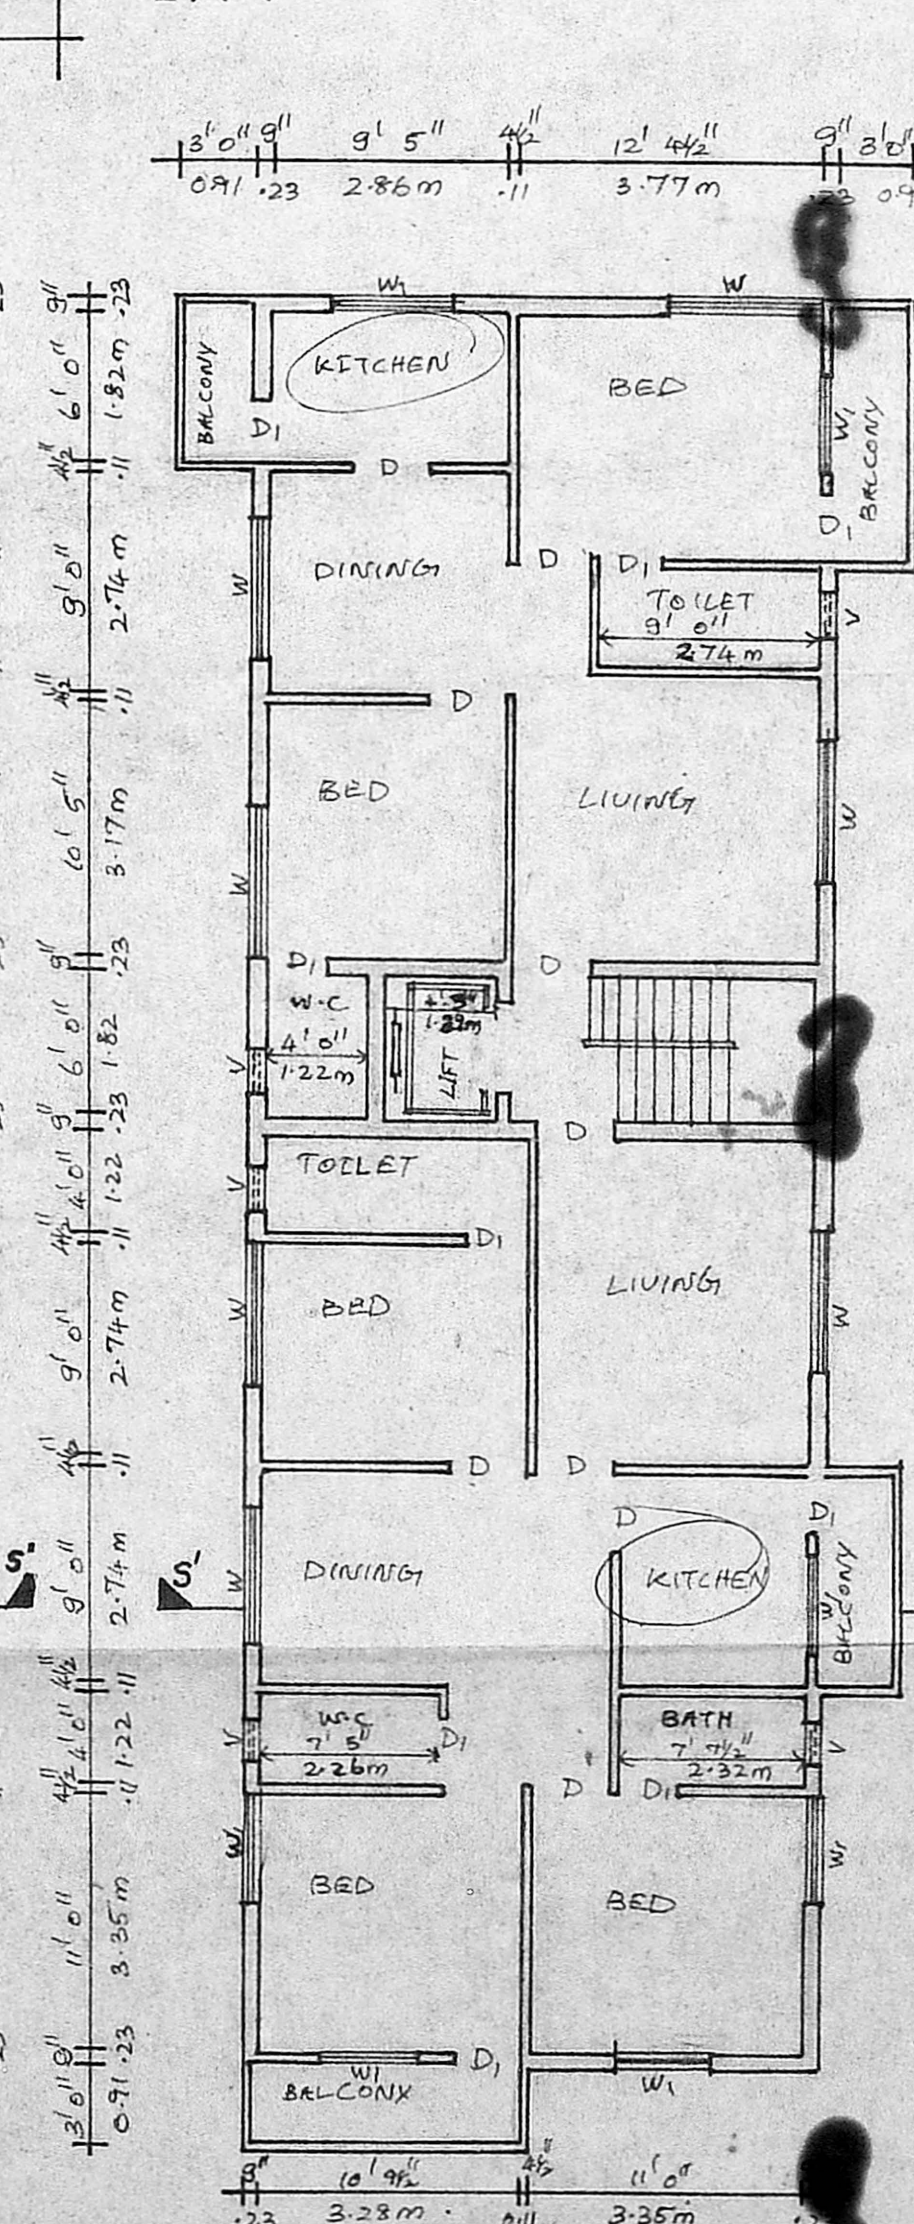 3' 0" 9" 9' 5" 4½" 12' 4½" 9" 3' 0"
0.91 .23 2.86m .11 3.77m .23
9" .23
6' 0" 1.82m
4½" .11
9' 0" 2.74m
4½" .11
10' 5" 3.17m
9" .23
6' 0" 1.82
9" .23
4' 0" 1.22
4½" .11
9' 0" 2.74m
4½" .11
9' 0" 2.74m
4½" .11
4' 0" 1.22
4½" .11
11' 0" 3.35m
9" .23
3' 0" 0.91
W1 W
BALCONY KITCHEN BED W1 BALCONY
D1
D
D1
W DINING D D1
TOILET V
9' 0"
2.74m
D
BED LIVING
W W
D1 D
W.C
1.29m
4' 0"
1.22m
V LIFT
D
TOILET
V
D1
BED LIVING
W W
D D
D D1
S' S'
W DINING KITCHEN W1 BALCONY
W.C BATH
V 7' 5" D1 7' 7½" V
2.26m 2.32m
D D1
W1 W1
BED BED
D1
W1 W1
BALCONY
9" 10' 9½" 4½" 11' 0"
.23 3.28m 0.11 3.35m